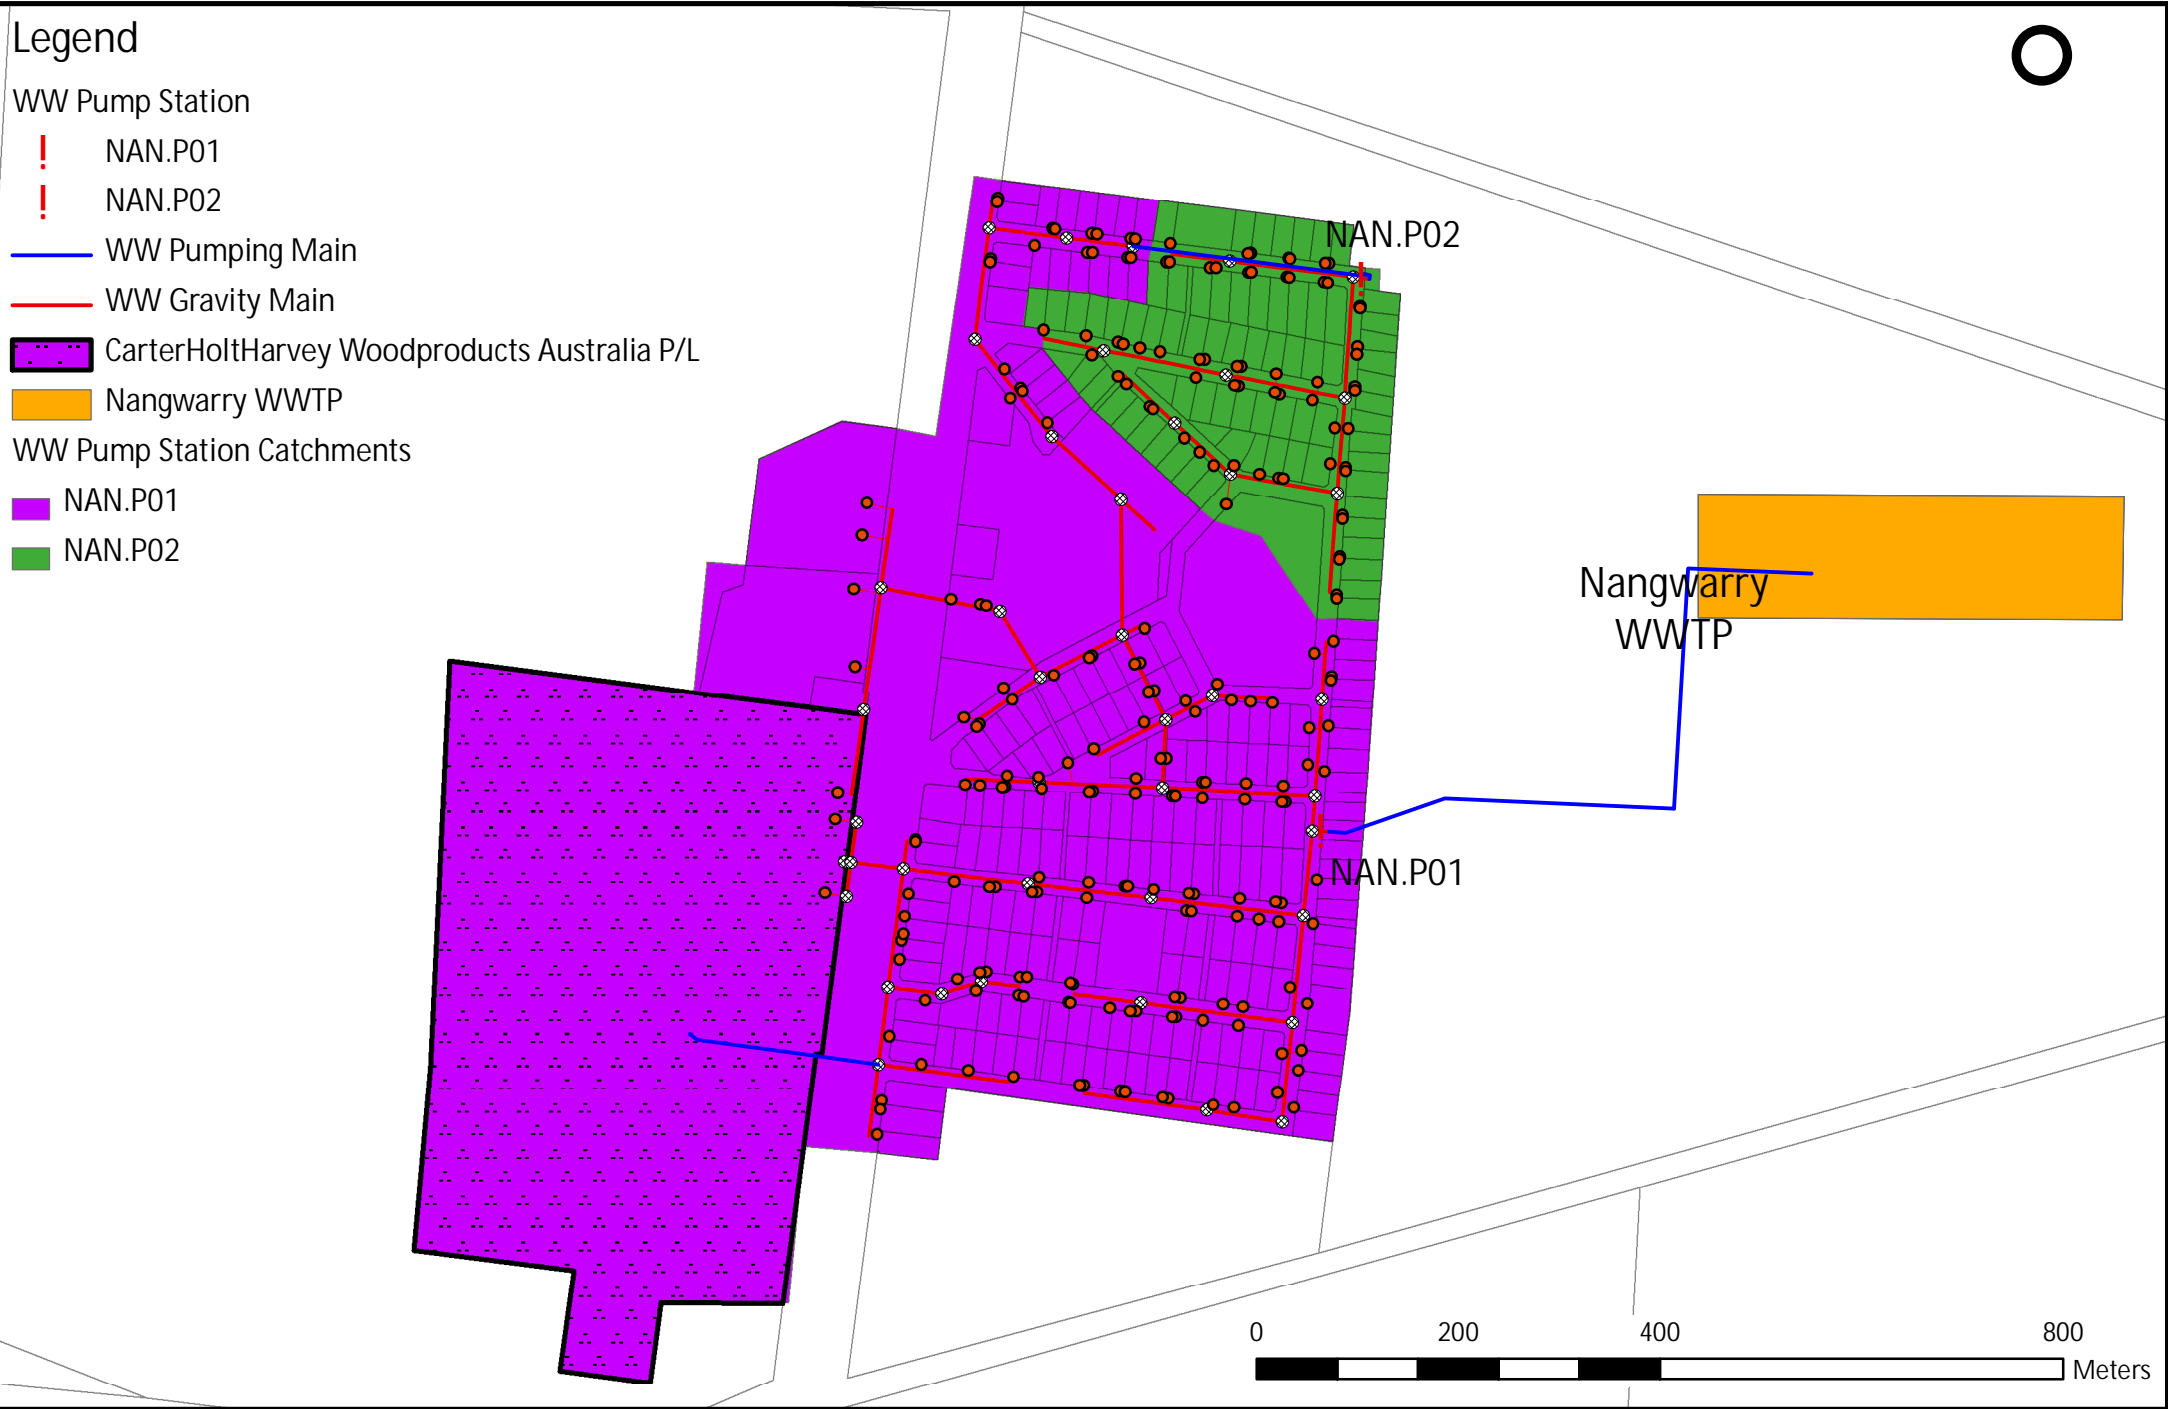 Legend
WW Pump Station
NAN.P01
NAN.P02
WW Pumping Main
WW Gravity Main
CarterHoltHarvey Woodproducts Australia P/L
Nangwarry WWTP
WW Pump Station Catchments
NAN.P01
NAN.P02
NAN.P02
Nangwarry
WWTP
NAN.P01
0 200 400 800
Meters